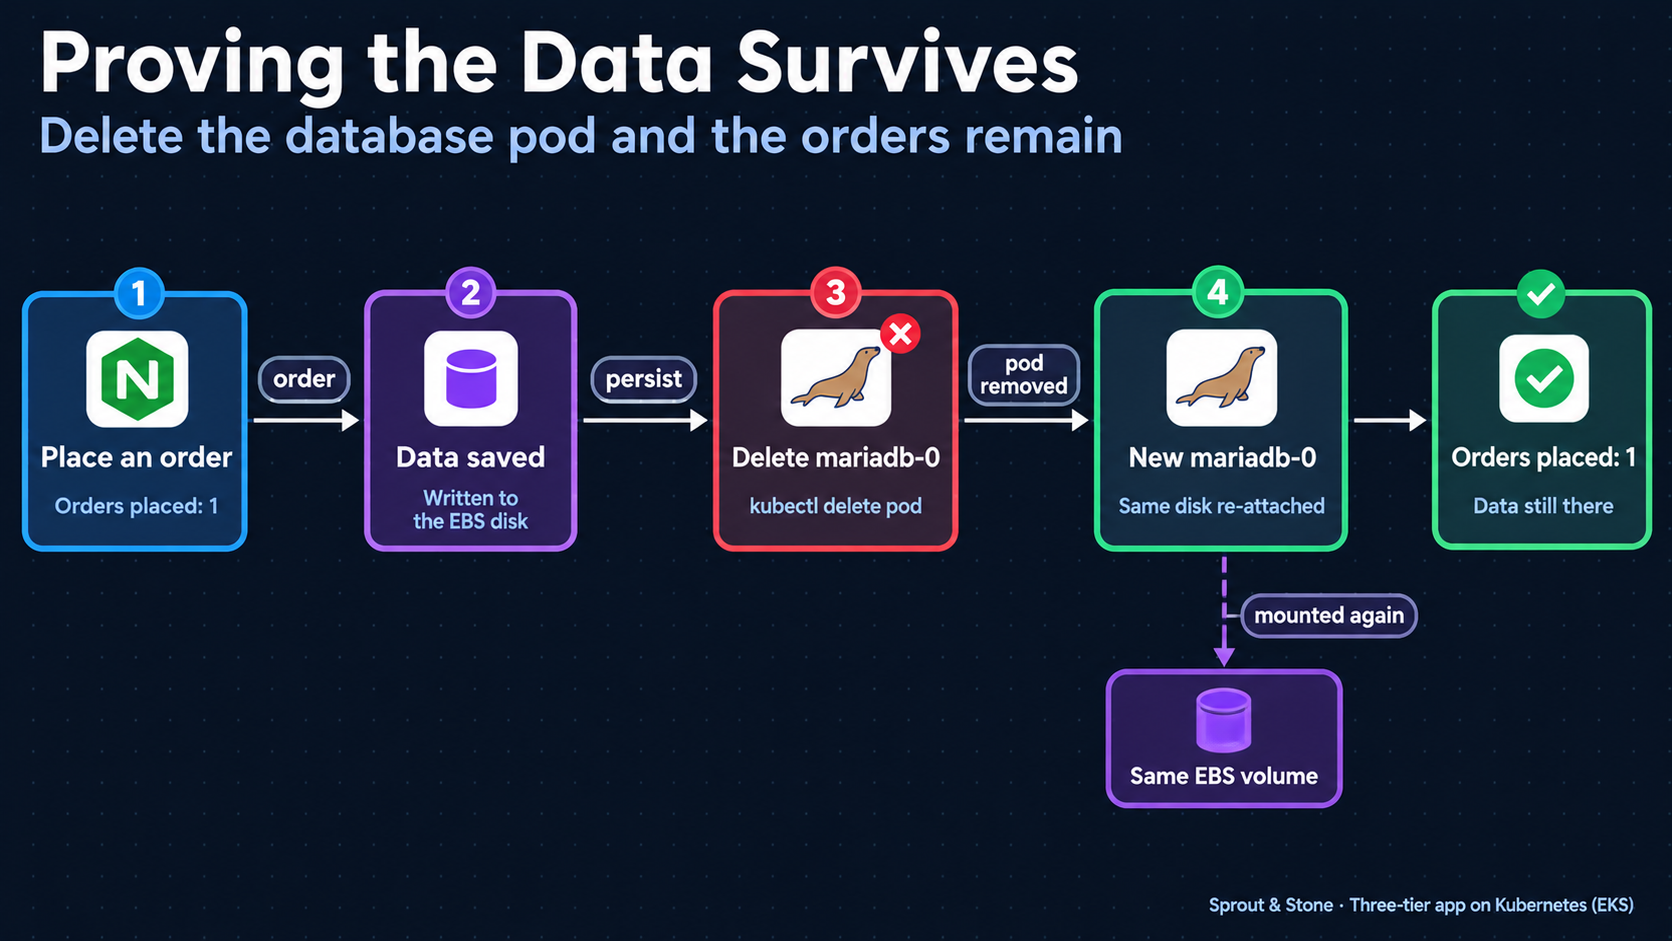 Proving the Data Survives
Delete the database pod and the orders remain
1
N
Place an order
Orders placed: 1
order
2
Data saved
Written to
the EBS disk
persist
3
Delete mariadb-0
kubectl delete pod
pod
removed
4
New mariadb-0
Same disk re-attached
Orders placed: 1
Data still there
mounted again
Same EBS volume
Sprout & Stone · Three-tier app on Kubernetes (EKS)